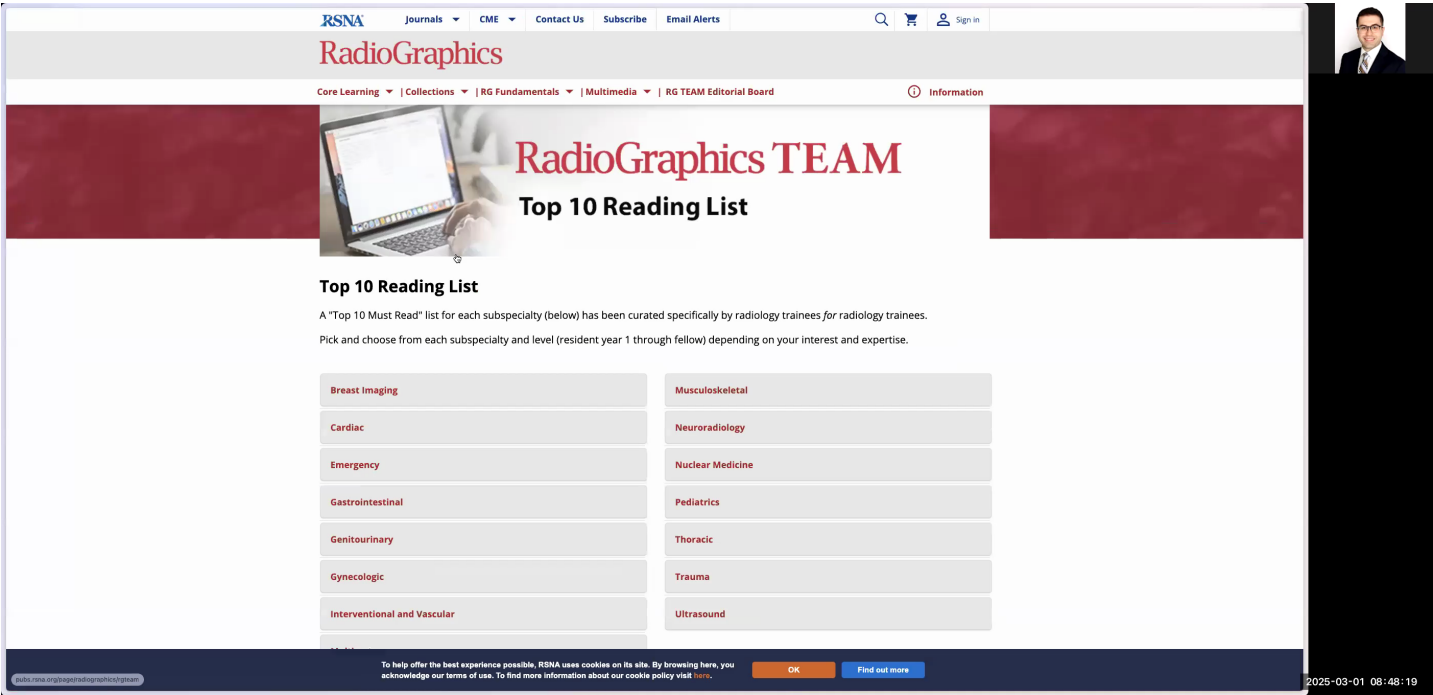 RSNA Journals CME Contact Us Subscribe Email Alerts Sign in
RadioGraphics
Core Learning | Collections | RG Fundamentals | Multimedia | RG TEAM Editorial Board Information
RadioGraphics TEAM
Top 10 Reading List
Top 10 Reading List
A "Top 10 Must Read" list for each subspecialty (below) has been curated specifically by radiology trainees for radiology trainees.
Pick and choose from each subspecialty and level (resident year 1 through fellow) depending on your interest and expertise.
Breast Imaging
Cardiac
Emergency
Gastrointestinal
Genitourinary
Gynecologic
Interventional and Vascular
Musculoskeletal
Neuroradiology
Nuclear Medicine
Pediatrics
Thoracic
Trauma
Ultrasound
To help offer the best experience possible, RSNA uses cookies on its site. By browsing here, you
acknowledge our terms of use. To find more information about our cookie policy visit here.
OK
Find out more
pubs.rsna.org/page/radiographics/rgteam
2025-03-01 08:48:19